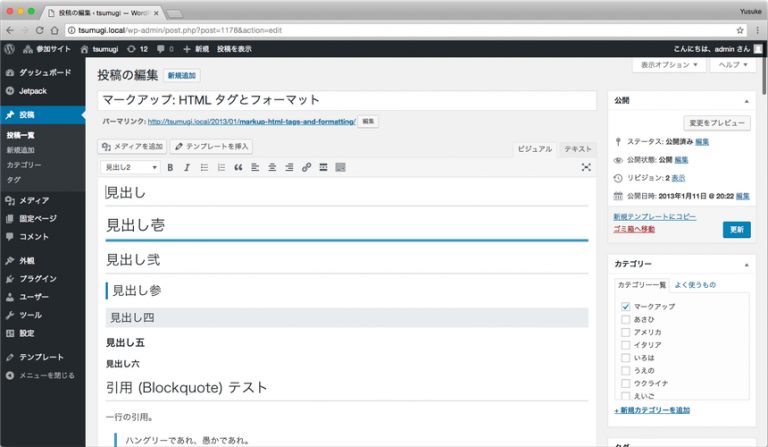 投稿の編集 ‹ tsumugi — WordPr
Yusuke
tsumugi.local/wp-admin/post.php?post=1176&action=edit
参加サイト tsumugi 12 0 新規 投稿を表示 こんにちは、admin さん
ダッシュボード
Jetpack
投稿
投稿一覧
新規追加
カテゴリー
タグ
メディア
固定ページ
コメント
外観
プラグイン
ユーザー
ツール
設定
テンプレート
メニューを閉じる
表示オプション ヘルプ
投稿の編集 新規追加
マークアップ: HTML タグとフォーマット
パーマリンク: http://tsumugi.local/2013/01/markup-html-tags-and-formatting/ 編集
メディアを追加 テンプレートを挿入
ビジュアル テキスト
見出し2 B I
見出し
見出し壱
見出し弐
見出し参
見出し四
見出し五
見出し六
引用 (Blockquote) テスト
一行の引用。
ハングリーであれ、愚かであれ。
公開
変更をプレビュー
ステータス: 公開済み 編集
公開状態: 公開 編集
リビジョン: 2 表示
公開日時: 2013年1月11日 @ 20:22 編集
新規テンプレートにコピー
ゴミ箱へ移動
更新
カテゴリー
カテゴリー一覧 よく使うもの
マークアップ
あさひ
アメリカ
イタリア
いろは
うえの
ウクライナ
えいご
+ 新規カテゴリーを追加